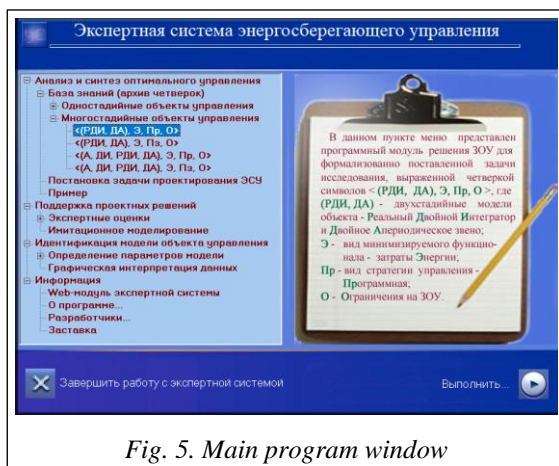 Экспертная система энергосберегающего управления
Анализ и синтез оптимального управления
База знаний (архив четверок)
Одностадийные объекты управления
Многостадийные объекты управления
<(РДИ, ДА), Э, Пр, О>
<(РДИ, ДА), Э, Пз, О>
<(А, ДИ, РДИ, ДА), Э, Пр, О>
<(А, ДИ, РДИ, ДА), Э, Пз, О>
Постановка задачи проектирования ЭСУ
Пример
Поддержка проектных решений
Экспертные оценки
Имитационное моделирование
Идентификация модели объекта управления
Определение параметров модели
Графическая интерпретация данных
Информация
Web-модуль экспертной системы
О программе...
Разработчики...
Заставка
В данном пункте меню представлен
программный модуль решения ЗОУ для
формализованно поставленной задачи
исследования, выраженной четверкой
символов < (РДИ, ДА), Э, Пр, О >, где
(РДИ, ДА) - двухстадийные модели
объекта - Реальный Двойной Интегратор
и Двойное Апериодическое звено;
Э - вид минимизируемого функцио-
нала - затраты Энергии;
Пр - вид стратегии управления -
Программная;
О - Ограничения на ЗОУ.
Завершить работу с экспертной системой
Выполнить...
Fig. 5. Main program window